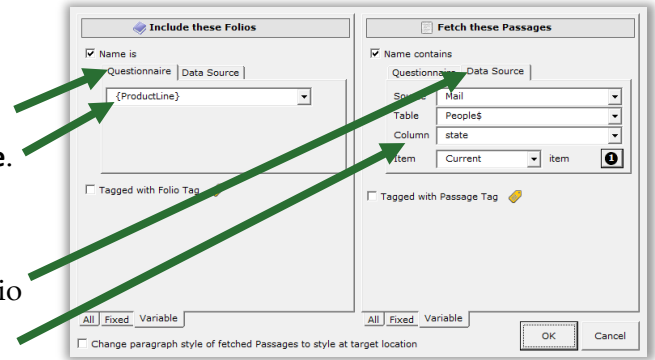 Include these Folios
Name is
Questionnaire Data Source
{ProductLine}
e.
Tagged with Folio Tag
io
All Fixed Variable
Fetch these Passages
Name contains
Questionnaire Data Source
Source Mail
Table People$
Column state
Item Current item 1
Tagged with Passage Tag
All Fixed Variable
Change paragraph style of fetched Passages to style at target location
OK Cancel